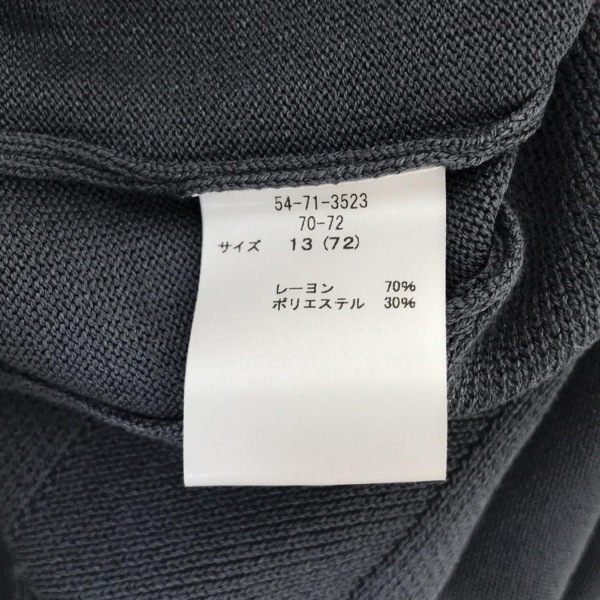 54-71-3523
70-72
サイズ 13 (72)
レーヨン 70%
ポリエステル 30%